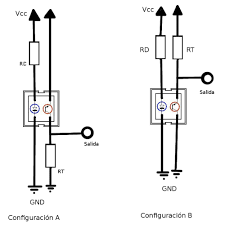 Vcc
RC
Salida
RT
GND
Configuración A
Vcc
RD
RT
Salida
GND
Configuración B